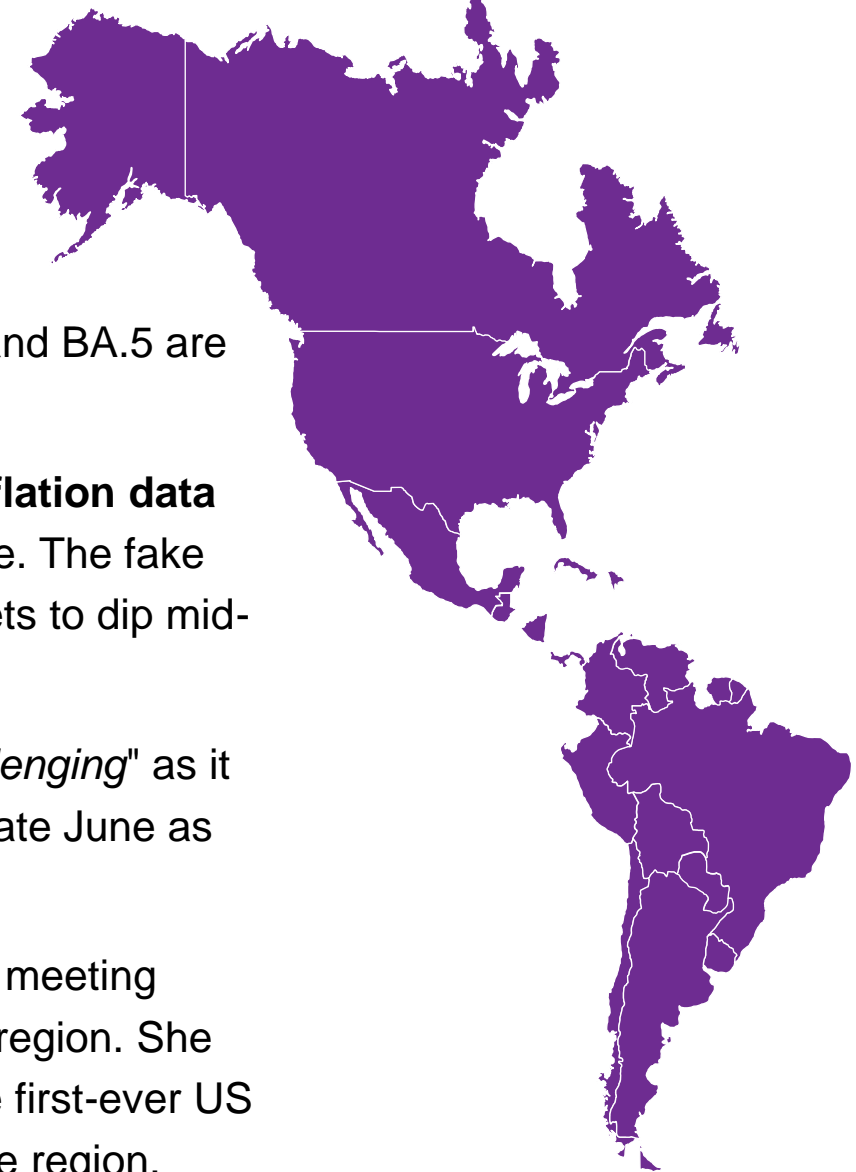 nd BA.5 are
flation data
e. The fake
ets to dip mid-
lenging" as it
ate June as
meeting
region. She
e first-ever US
e region.